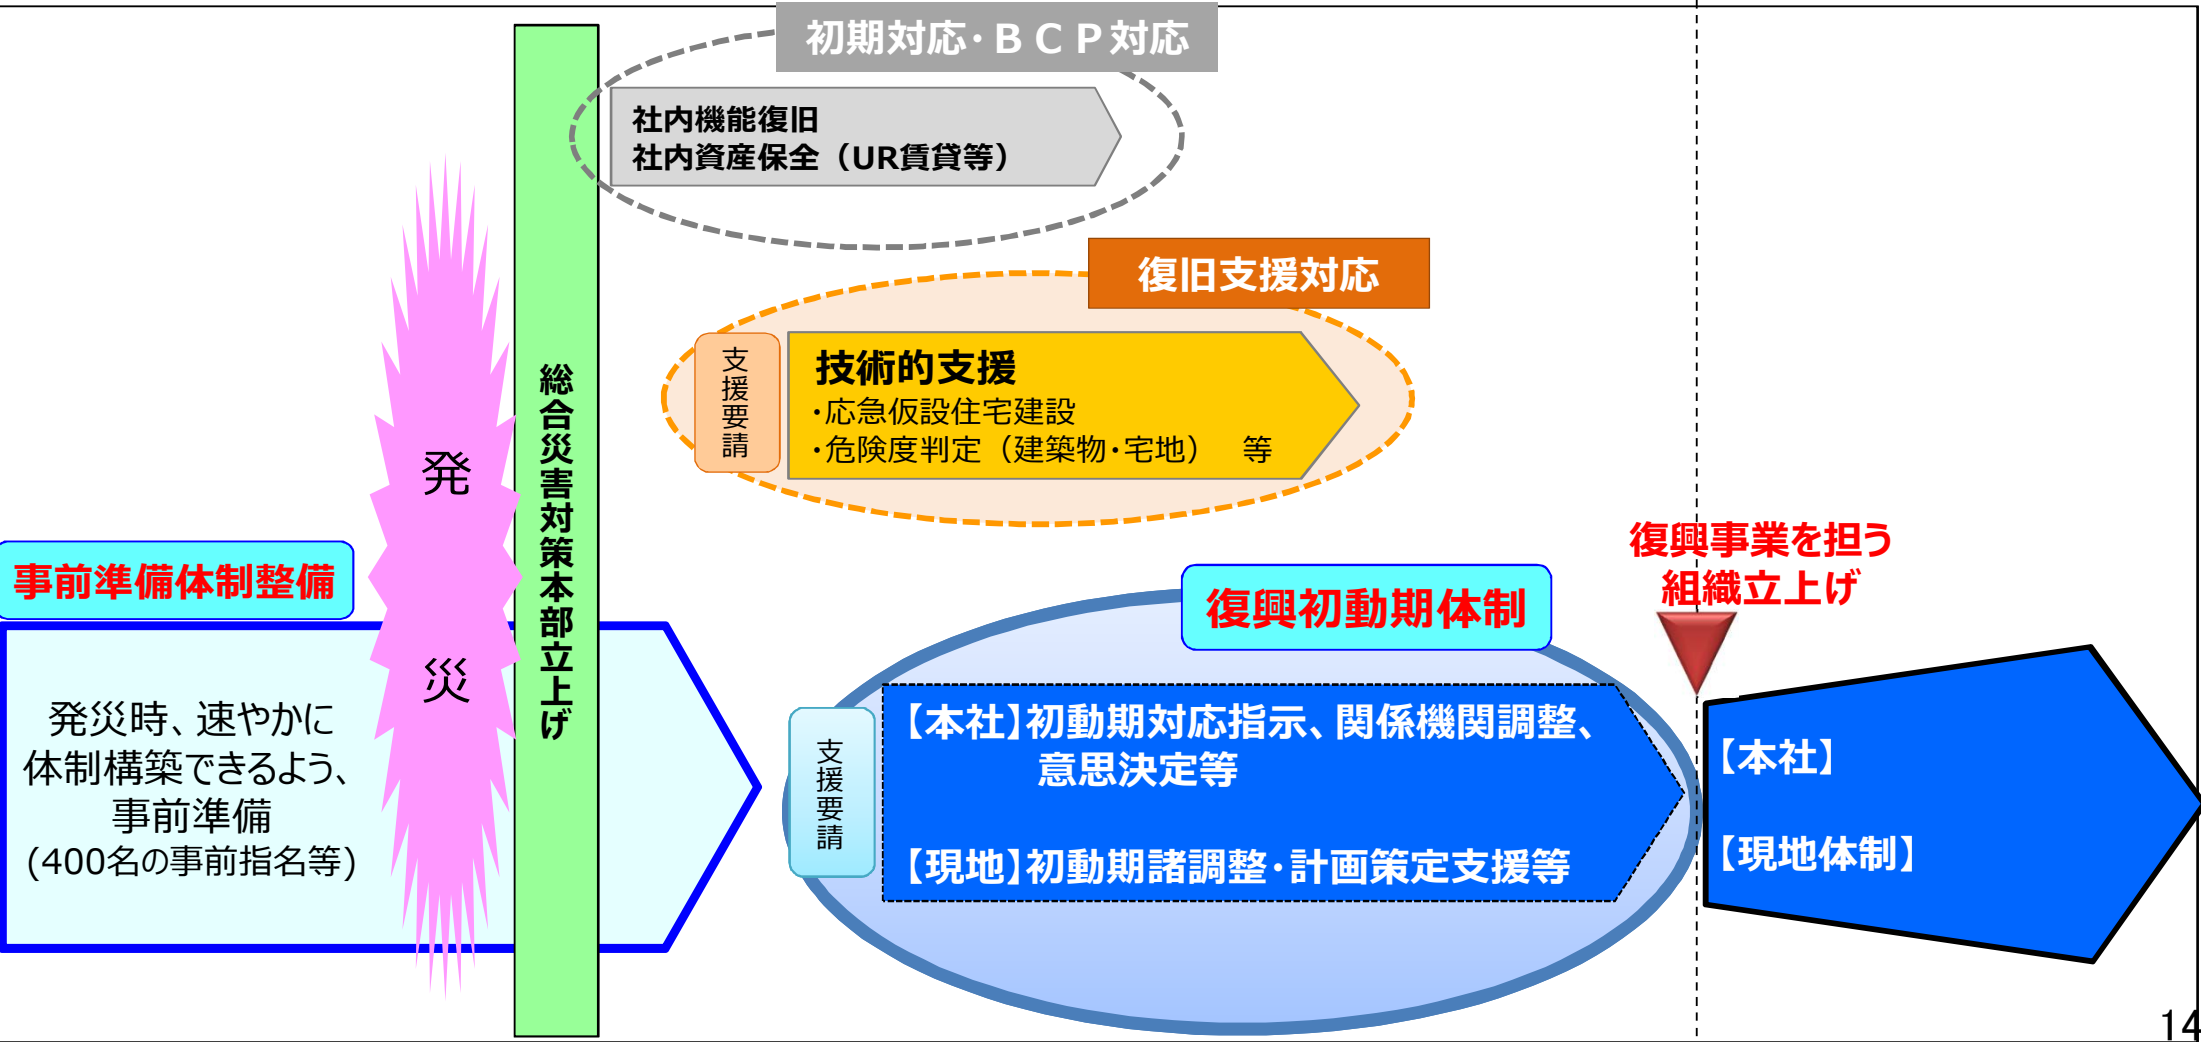 初期対応・ＢＣＰ対応
社内機能復旧
社内資産保全（UR賃貸等）
復旧支援対応
支援要請
技術的支援
・応急仮設住宅建設
・危険度判定（建築物・宅地）　等
総合災害対策本部立上げ
発
災
事前準備体制整備
発災時、速やかに
体制構築できるよう、
事前準備
(400名の事前指名等)
復興初動期体制
支援要請
【本社】初動期対応指示、関係機関調整、
意思決定等
【現地】初動期諸調整・計画策定支援等
復興事業を担う
組織立上げ
【本社】
【現地体制】
14